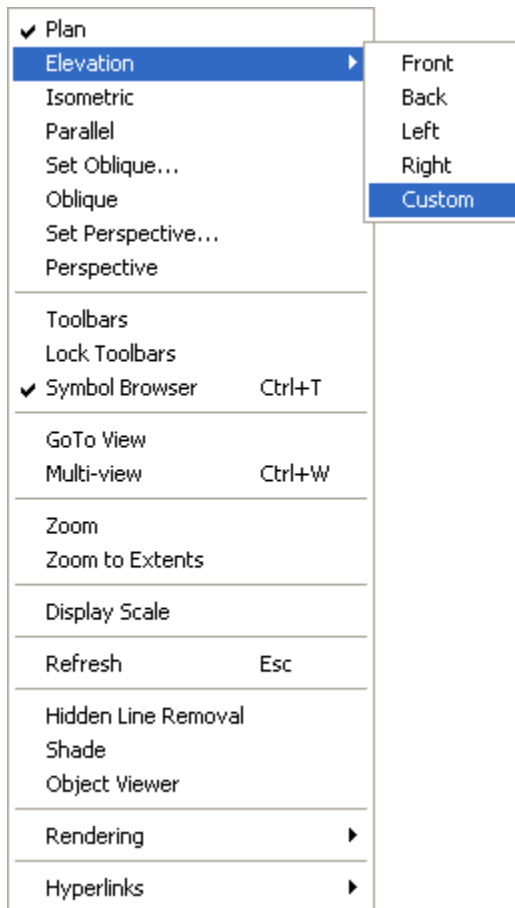 Plan
Elevation
Front
Isometric
Back
Parallel
Left
Set Oblique...
Right
Oblique
Custom
Set Perspective...
Perspective
Toolbars
Lock Toolbars
Symbol Browser Ctrl+T
GoTo View
Multi-view Ctrl+W
Zoom
Zoom to Extents
Display Scale
Refresh Esc
Hidden Line Removal
Shade
Object Viewer
Rendering
Hyperlinks